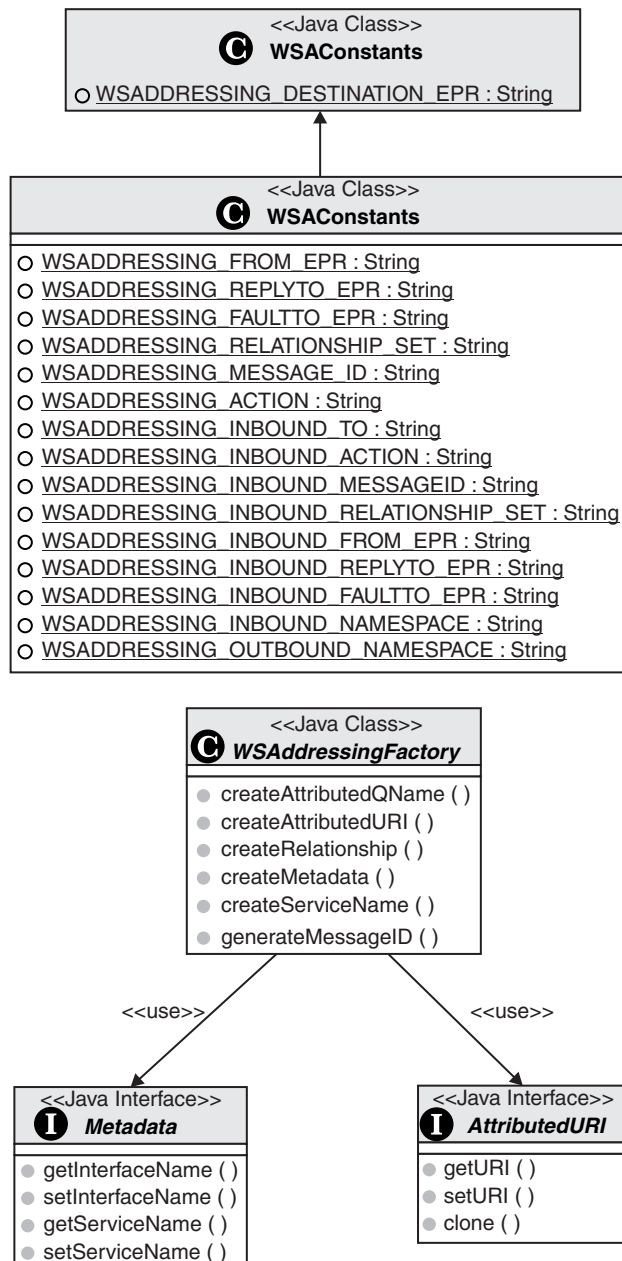 <<Java Class>>
C WSAConstants
WSADDRESSING_DESTINATION_EPR : String
<<Java Class>>
C WSAConstants
WSADDRESSING_FROM_EPR : String
WSADDRESSING_REPLYTO_EPR : String
WSADDRESSING_FAULTTO_EPR : String
WSADDRESSING_RELATIONSHIP_SET : String
WSADDRESSING_MESSAGE_ID : String
WSADDRESSING_ACTION : String
WSADDRESSING_INBOUND_TO : String
WSADDRESSING_INBOUND_ACTION : String
WSADDRESSING_INBOUND_MESSAGEID : String
WSADDRESSING_INBOUND_RELATIONSHIP_SET : String
WSADDRESSING_INBOUND_FROM_EPR : String
WSADDRESSING_INBOUND_REPLYTO_EPR : String
WSADDRESSING_INBOUND_FAULTTO_EPR : String
WSADDRESSING_INBOUND_NAMESPACE : String
WSADDRESSING_OUTBOUND_NAMESPACE : String
<<Java Class>>
C WSAddressingFactory
createAttributedQName ( )
createAttributedURI ( )
createRelationship ( )
createMetadata ( )
createServiceName ( )
generateMessageID ( )
<<use>>
<<use>>
<<Java Interface>>
I Metadata
getInterfaceName ( )
setInterfaceName ( )
getServiceName ( )
setServiceName ( )
<<Java Interface>>
I AttributedURI
getURI ( )
setURI ( )
clone ( )